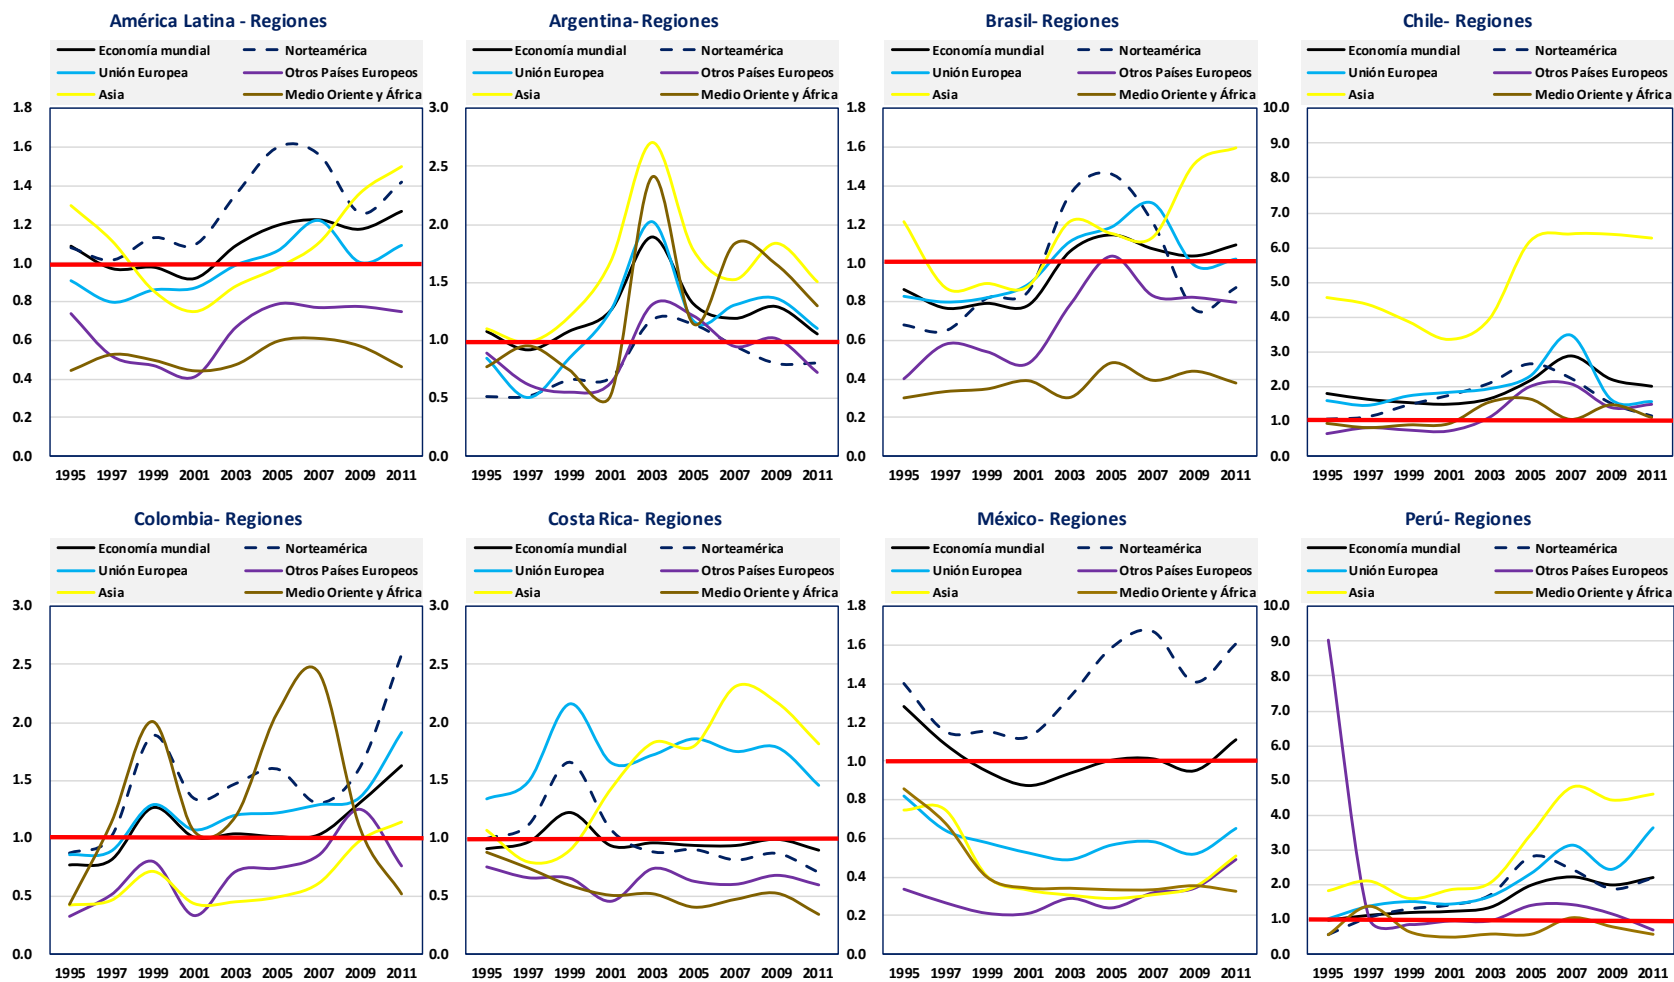 América Latina - Regiones
Economía mundial Norteamérica
Unión Europea Otros Países Europeos
Asia Medio Oriente y África
1.8
1.6
1.4
1.2
1.0
0.8
0.6
0.4
0.2
0.0
1995 1997 1999 2001 2003 2005 2007 2009 2011
Argentina- Regiones
Economía mundial Norteamérica
Unión Europea Otros Países Europeos
Asia Medio Oriente y África
3.0
2.5
2.0
1.5
1.0
0.5
0.0
1995 1997 1999 2001 2003 2005 2007 2009 2011
Brasil- Regiones
Economía mundial Norteamérica
Unión Europea Otros Países Europeos
Asia Medio Oriente y África
1.8
1.6
1.4
1.2
1.0
0.8
0.6
0.4
0.2
0.0
1995 1997 1999 2001 2003 2005 2007 2009 2011
Chile- Regiones
Economía mundial Norteamérica
Unión Europea Otros Países Europeos
Asia Medio Oriente y África
10.0
9.0
8.0
7.0
6.0
5.0
4.0
3.0
2.0
1.0
0.0
1995 1997 1999 2001 2003 2005 2007 2009 2011
Colombia- Regiones
Economía mundial Norteamérica
Unión Europea Otros Países Europeos
Asia Medio Oriente y África
3.0
2.5
2.0
1.5
1.0
0.5
0.0
1995 1997 1999 2001 2003 2005 2007 2009 2011
Costa Rica- Regiones
Economía mundial Norteamérica
Unión Europea Otros Países Europeos
Asia Medio Oriente y África
3.0
2.5
2.0
1.5
1.0
0.5
0.0
1995 1997 1999 2001 2003 2005 2007 2009 2011
México- Regiones
Economía mundial Norteamérica
Unión Europea Otros Países Europeos
Asia Medio Oriente y África
1.8
1.6
1.4
1.2
1.0
0.8
0.6
0.4
0.2
0.0
1995 1997 1999 2001 2003 2005 2007 2009 2011
Perú- Regiones
Economía mundial Norteamérica
Unión Europea Otros Países Europeos
Asia Medio Oriente y África
10.0
9.0
8.0
7.0
6.0
5.0
4.0
3.0
2.0
1.0
0.0
1995 1997 1999 2001 2003 2005 2007 2009 2011